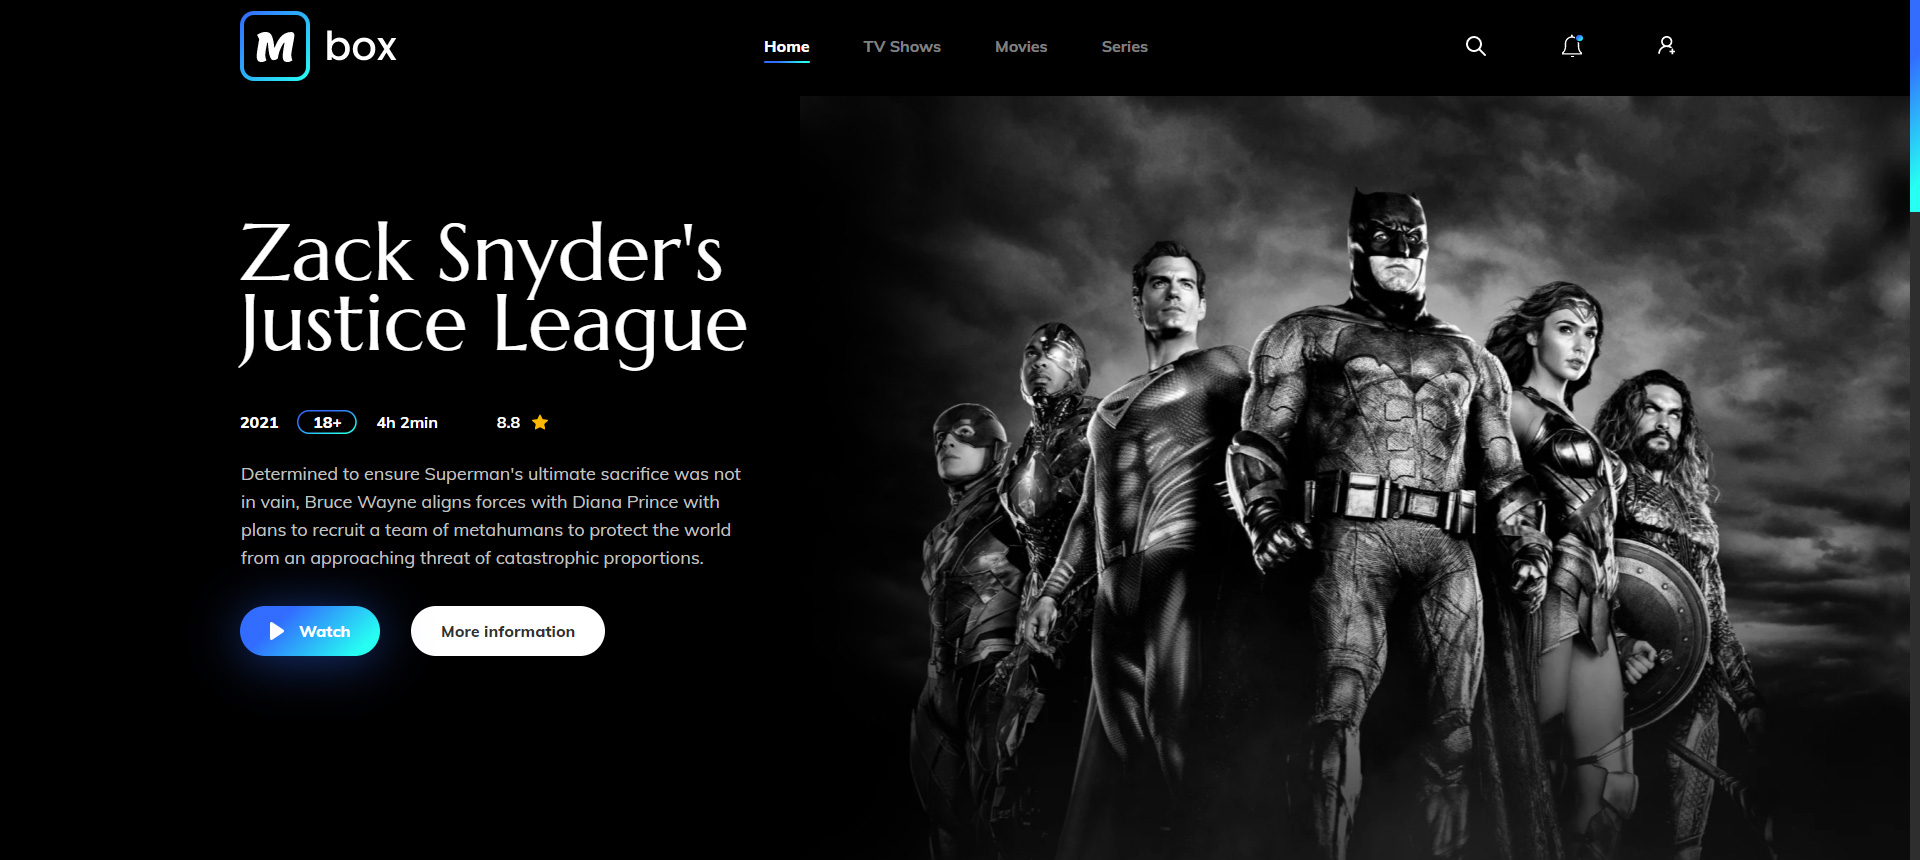 M box
Home TV Shows Movies Series
Zack Snyder's
Justice League
2021 18+ 4h 2min 8.8
Determined to ensure Superman's ultimate sacrifice was not
in vain, Bruce Wayne aligns forces with Diana Prince with
plans to recruit a team of metahumans to protect the world
from an approaching threat of catastrophic proportions.
Watch More information